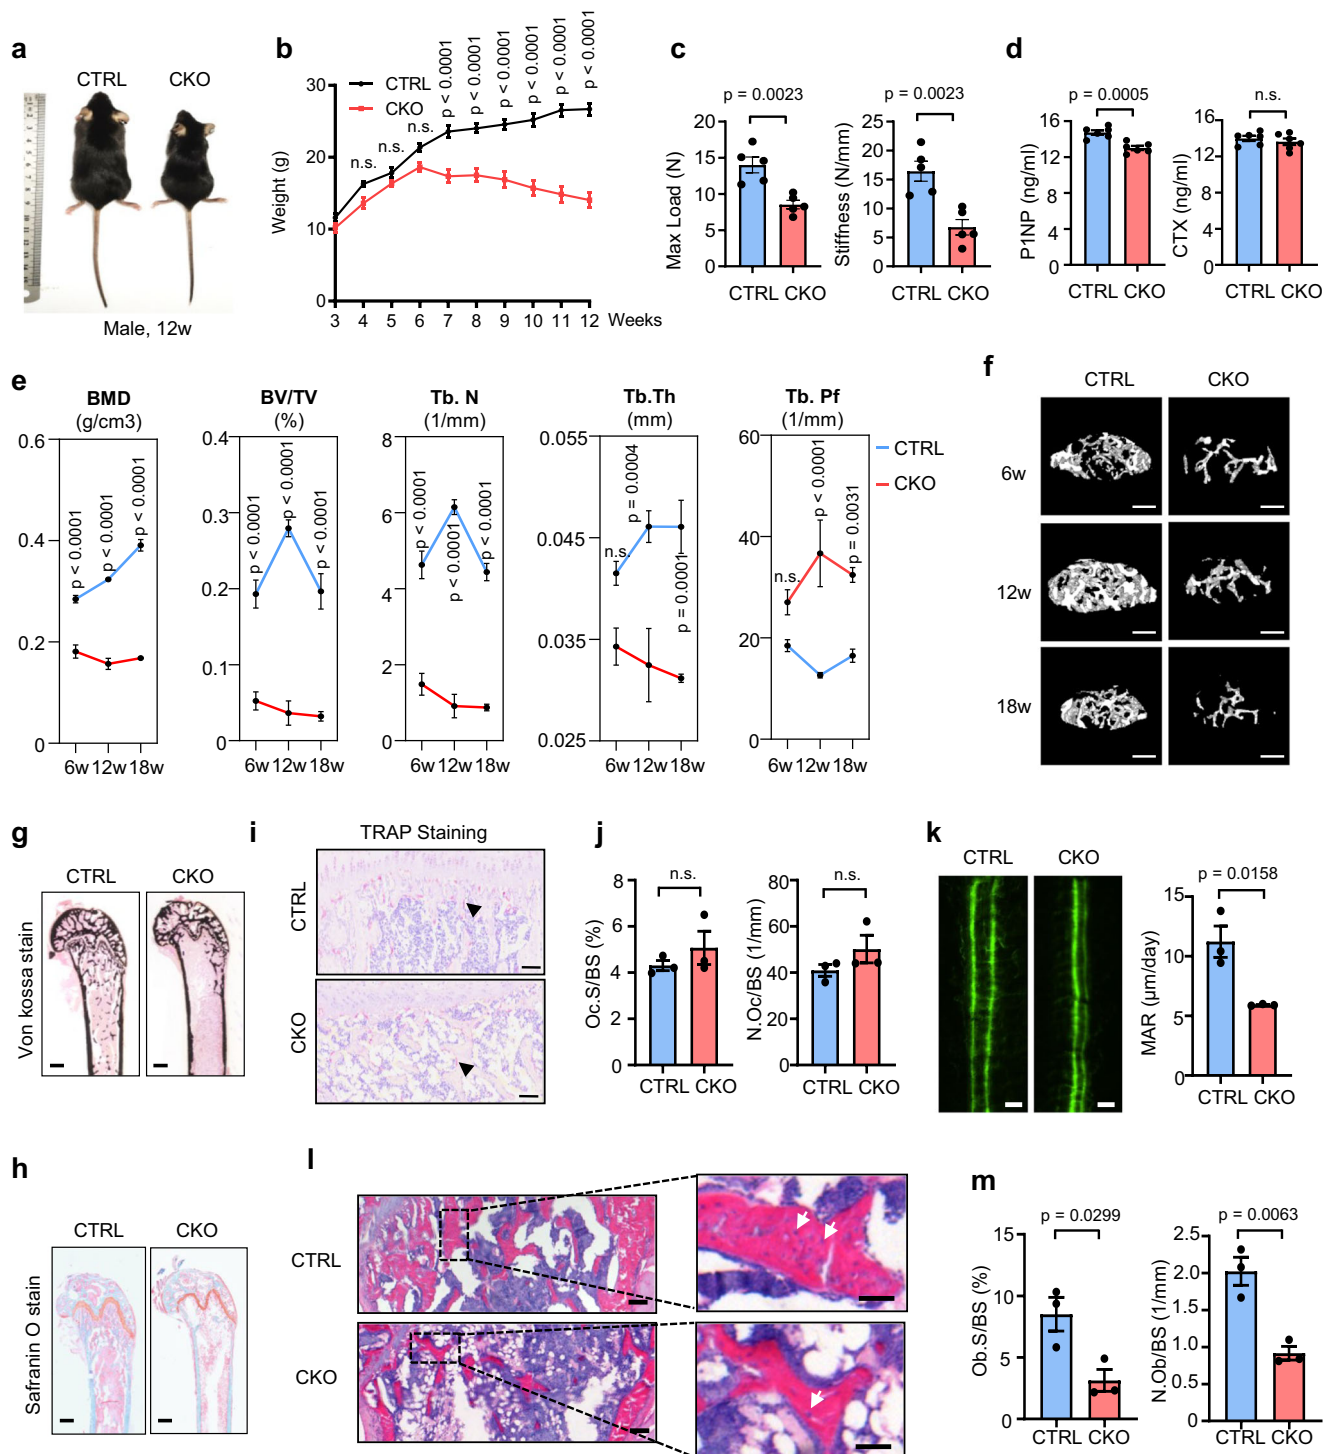 a
CTRL CKO
Male, 12w
b
CTRL
CKO
Weight (g)
30
20
10
0
n.s.
n.s.
n.s.
p < 0.0001
p < 0.0001
p < 0.0001
p < 0.0001
p < 0.0001
p < 0.0001
3 4 5 6 7 8 9 10 11 12 Weeks
c
p = 0.0023
Max Load (N)
20
15
10
5
0
CTRL CKO
p = 0.0023
Stiffness (N/mm)
25
20
15
10
5
0
CTRL CKO
d
p = 0.0005
P1NP (ng/ml)
16
12
8
4
0
CTRL CKO
n.s.
CTX (ng/ml)
15
10
5
0
CTRL CKO
e
BMD
(g/cm3)
0.6
0.4
0.2
0
p < 0.0001
p < 0.0001
p < 0.0001
6w 12w 18w
BV/TV
(%)
0.4
0.3
0.2
0.1
0
p < 0.0001
p < 0.0001
p < 0.0001
6w 12w 18w
Tb. N
(1/mm)
8
6
4
2
0
p < 0.0001
p < 0.0001
p < 0.0001
6w 12w 18w
Tb.Th
(mm)
0.055
0.045
0.035
0.025
n.s.
p = 0.0004
p = 0.0001
6w 12w 18w
Tb. Pf
(1/mm)
60
40
20
0
n.s.
p < 0.0001
p = 0.0031
6w 12w 18w
CTRL
CKO
f
CTRL CKO
6w
12w
18w
g
CTRL CKO
Von kossa stain
i
TRAP Staining
CTRL
CKO
j
n.s.
Oc.S/BS (%)
8
6
4
2
0
CTRL CKO
n.s.
N.Oc/BS (1/mm)
80
60
40
20
0
CTRL CKO
k
CTRL CKO
p = 0.0158
MAR (μm/day)
15
10
5
0
CTRL CKO
h
CTRL CKO
Safranin O stain
l
CTRL
CKO
m
p = 0.0299
Ob.S/BS (%)
15
10
5
0
CTRL CKO
p = 0.0063
N.Ob/BS (1/mm)
2.5
2.0
1.5
1.0
0.5
0
CTRL CKO